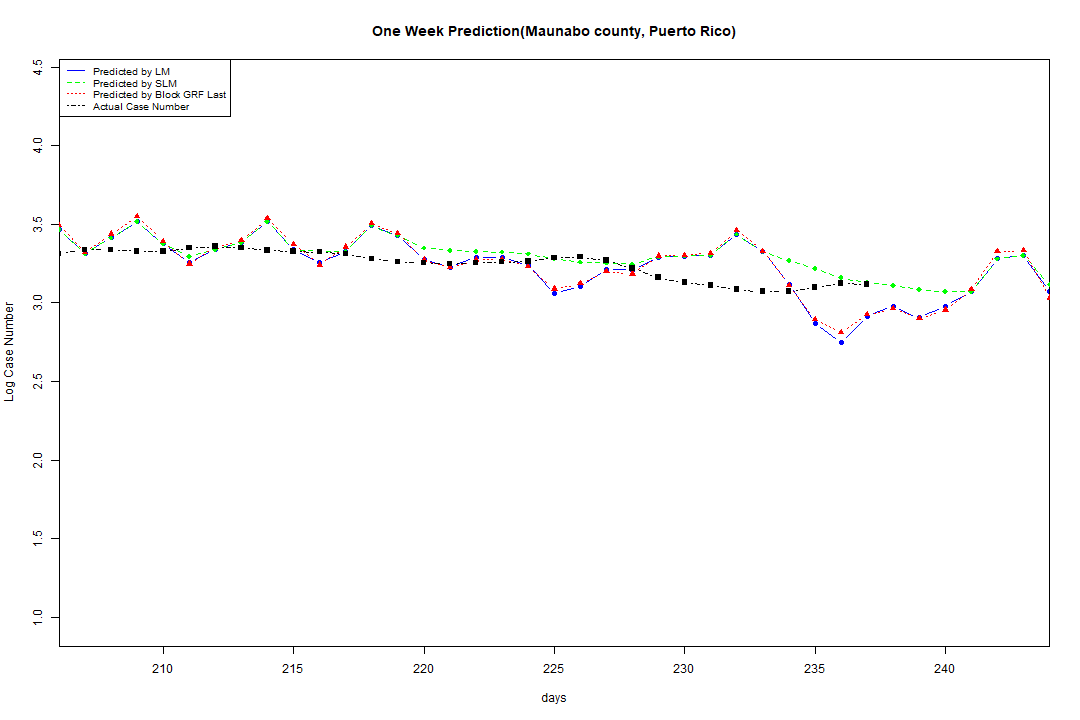 One Week Prediction(Maunabo county, Puerto Rico)
Predicted by LM
Predicted by SLM
Predicted by Block GRF Last
Actual Case Number
4.5
4.0
3.5
3.0
2.5
2.0
1.5
1.0
Log Case Number
210 215 220 225 230 235 240
days